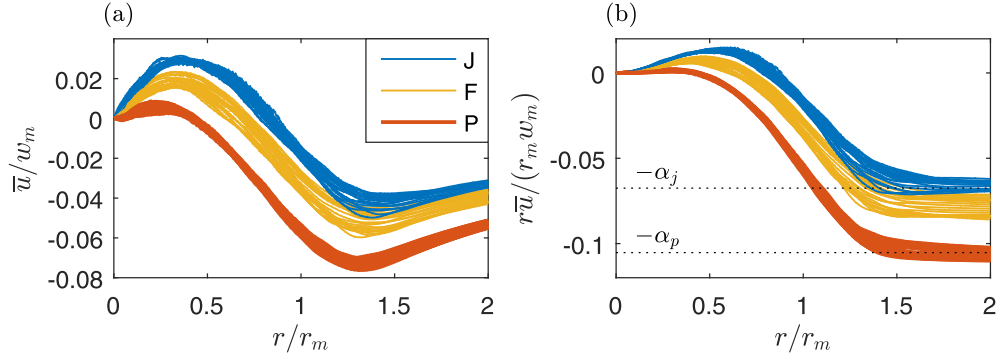 (a) (b)
J
F
P
0.02
0
-0.02
-0.04
-0.06
-0.08
u̅/w_m
0 0.5 1 1.5 2
r/r_m
0
-0.05
-0.1
ru̅/(r_m w_m)
−α_j
−α_p
0 0.5 1 1.5 2
r/r_m